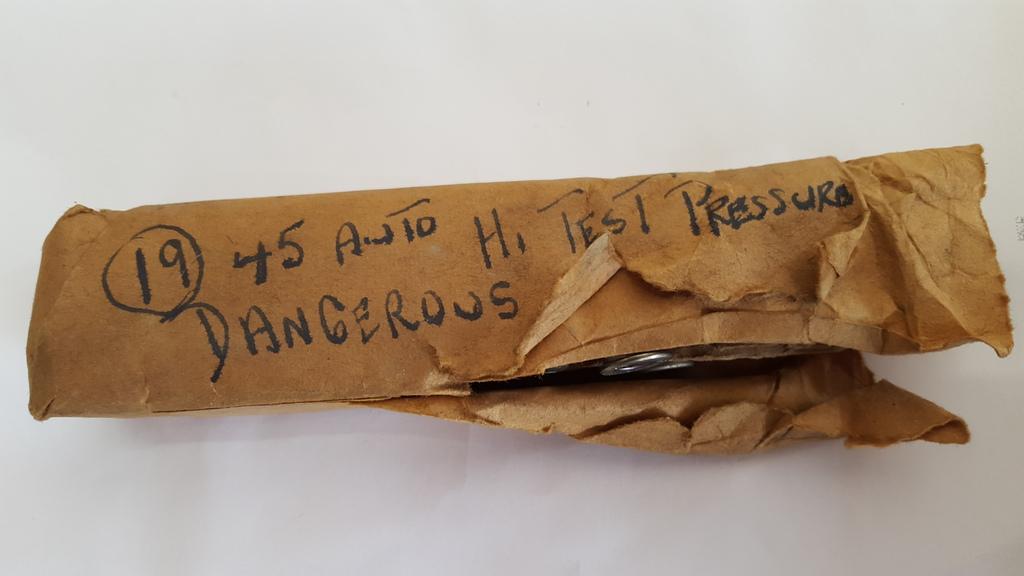 19 45 AUTO HI TEST PRESSURE
DANGEROUS